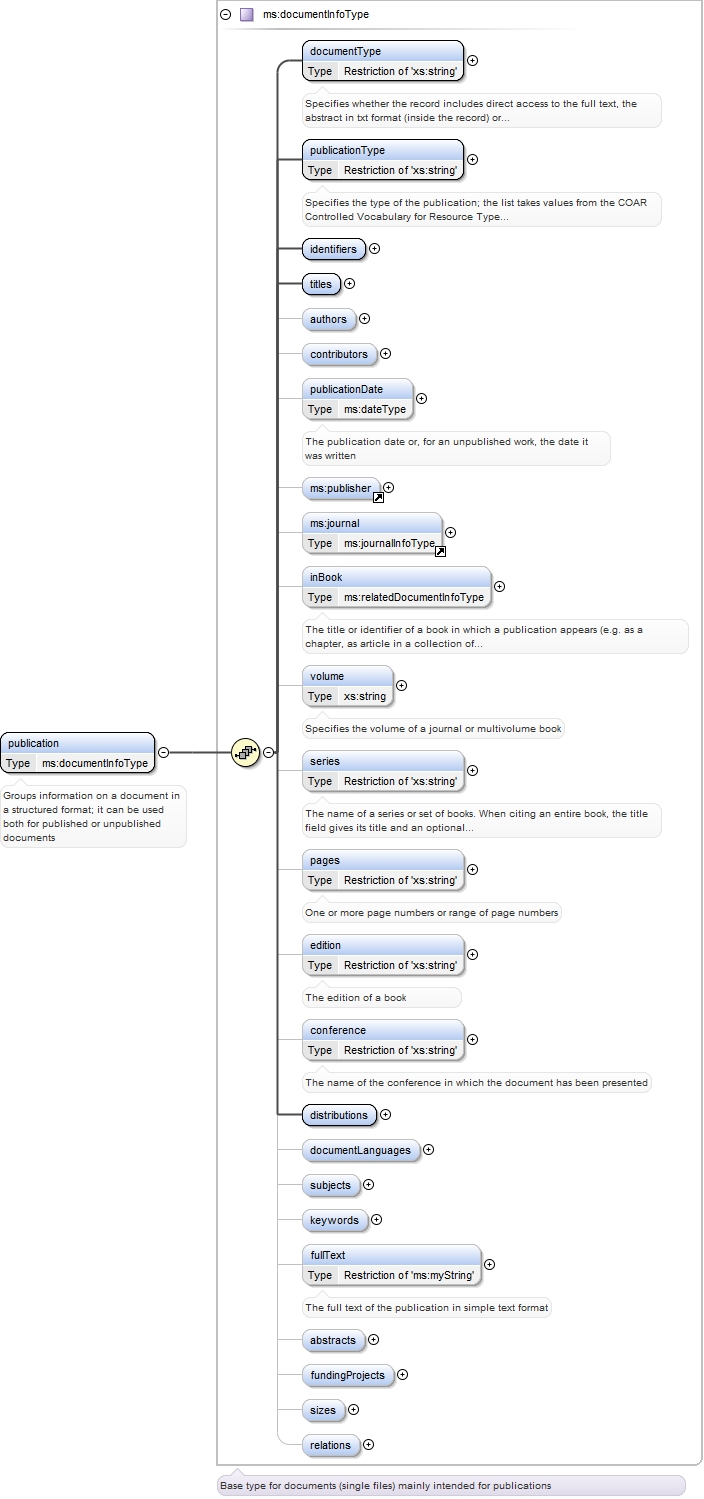 ms:documentInfoType
documentType
Type Restriction of 'xs:string'
Specifies whether the record includes direct access to the full text, the
abstract in txt format (inside the record) or...
publicationType
Type Restriction of 'xs:string'
Specifies the type of the publication; the list takes values from the COAR
Controlled Vocabulary for Resource Type...
identifiers
titles
authors
contributors
publicationDate
Type ms:dateType
The publication date or, for an unpublished work, the date it
was written
ms:publisher
ms:journal
Type ms:journalInfoType
inBook
Type ms:relatedDocumentInfoType
The title or identifier of a book in which a publication appears (e.g. as a
chapter, as article in a collection of...
volume
Type xs:string
Specifies the volume of a journal or multivolume book
publication
Type ms:documentInfoType
Groups information on a document in
a structured format; it can be used
both for published or unpublished
documents
series
Type Restriction of 'xs:string'
The name of a series or set of books. When citing an entire book, the title
field gives its title and an optional...
pages
Type Restriction of 'xs:string'
One or more page numbers or range of page numbers
edition
Type Restriction of 'xs:string'
The edition of a book
conference
Type Restriction of 'xs:string'
The name of the conference in which the document has been presented
distributions
documentLanguages
subjects
keywords
fullText
Type Restriction of 'ms:myString'
The full text of the publication in simple text format
abstracts
fundingProjects
sizes
relations
Base type for documents (single files) mainly intended for publications